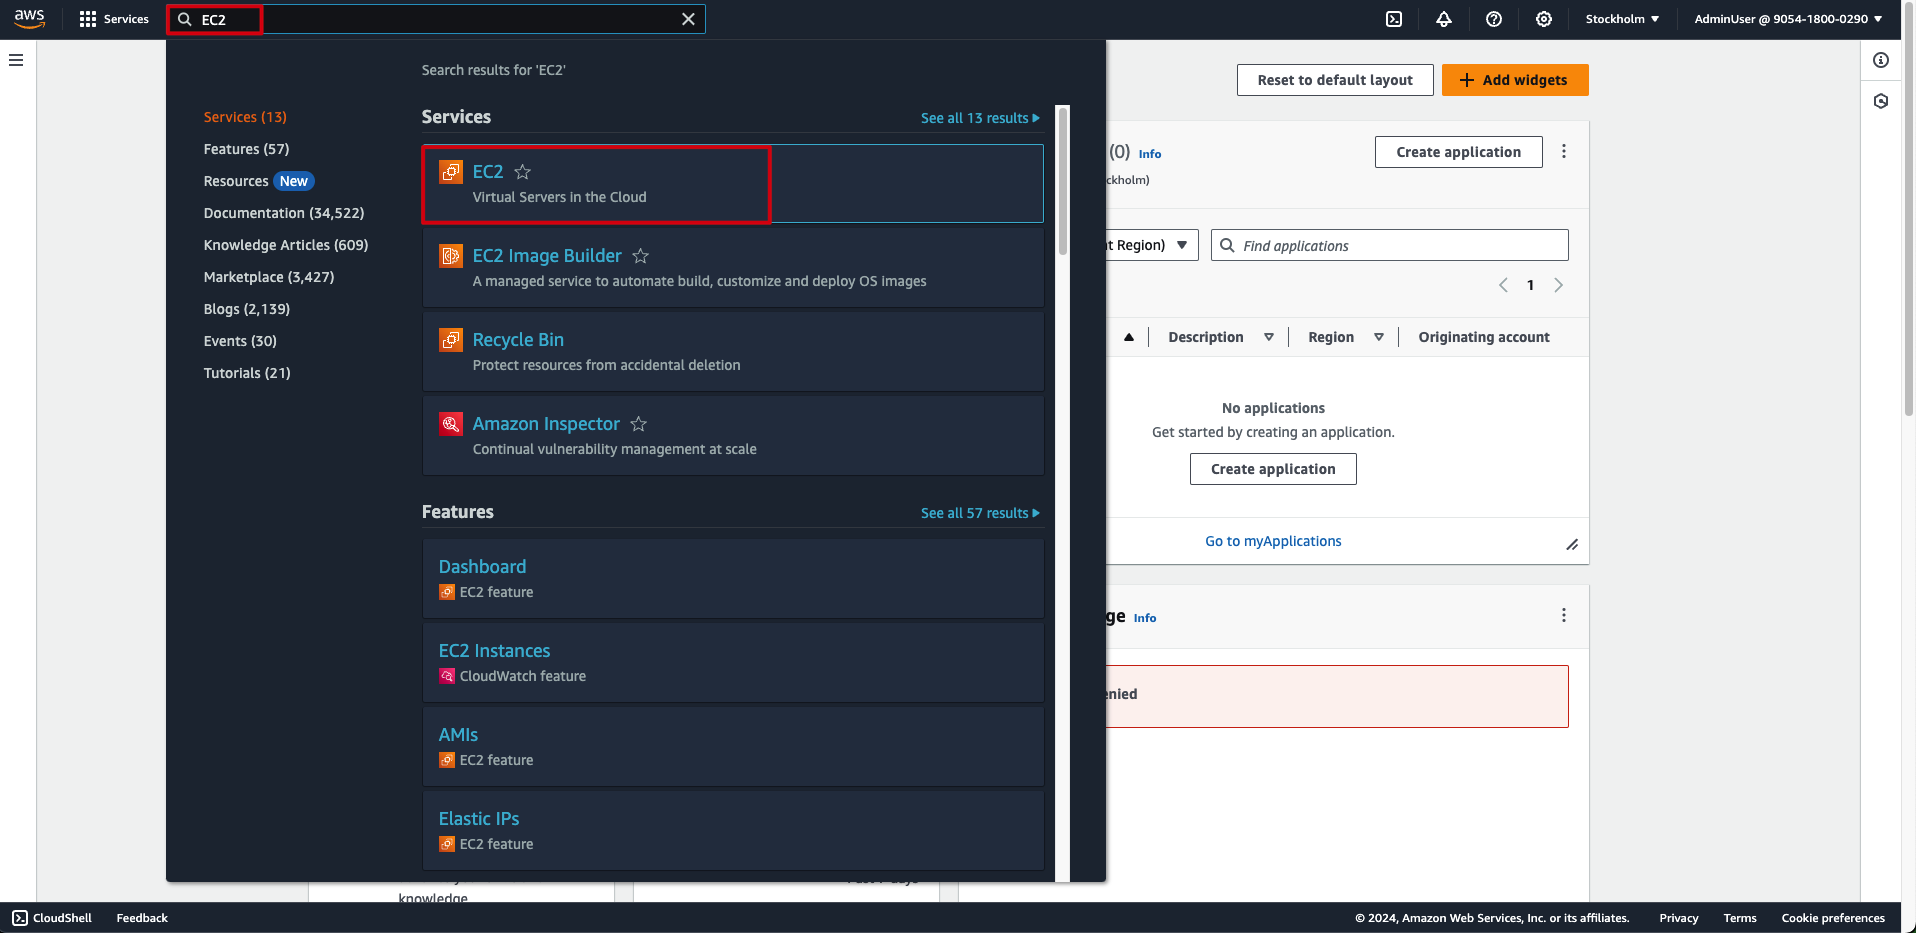 aws
Services
EC2
Stockholm ▼
AdminUser @ 9054-1800-0290 ▼
Search results for 'EC2'
Services (13)
Features (57)
Resources New
Documentation (34,522)
Knowledge Articles (609)
Marketplace (3,427)
Blogs (2,139)
Events (30)
Tutorials (21)
Services
See all 13 results ▶
EC2
Virtual Servers in the Cloud
EC2 Image Builder
A managed service to automate build, customize and deploy OS images
Recycle Bin
Protect resources from accidental deletion
Amazon Inspector
Continual vulnerability management at scale
Features
See all 57 results ▶
Dashboard
EC2 feature
EC2 Instances
CloudWatch feature
AMIs
EC2 feature
Elastic IPs
EC2 feature
Reset to default layout
+ Add widgets
(0) Info
ckholm)
Create application
t Region)
Find applications
1
Description
Region
Originating account
No applications
Get started by creating an application.
Create application
Go to myApplications
ge Info
enied
knowledge
CloudShell
Feedback
© 2024, Amazon Web Services, Inc. or its affiliates.
Privacy
Terms
Cookie preferences